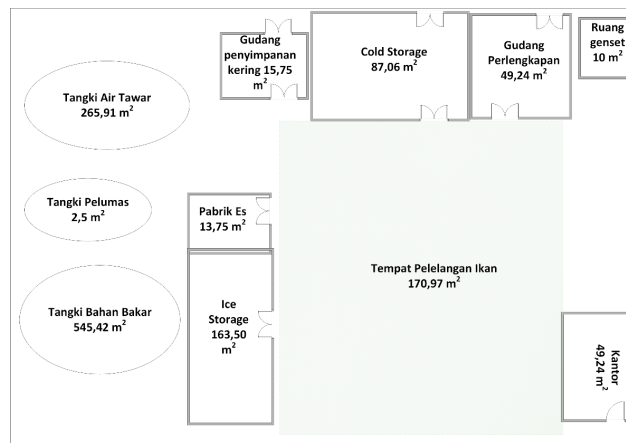 Gudang
penyimpanan
kering 15,75
m²
Cold Storage
87,06 m²
Gudang
Perlengkapan
49,24 m²
Ruang
genset
10 m²
Tangki Air Tawar
265,91 m²
Tangki Pelumas
2,5 m²
Pabrik Es
13,75 m²
Tangki Bahan Bakar
545,42 m²
Ice
Storage
163,50
m²
Tempat Pelelangan Ikan
170,97 m²
Kantor
49,24 m²